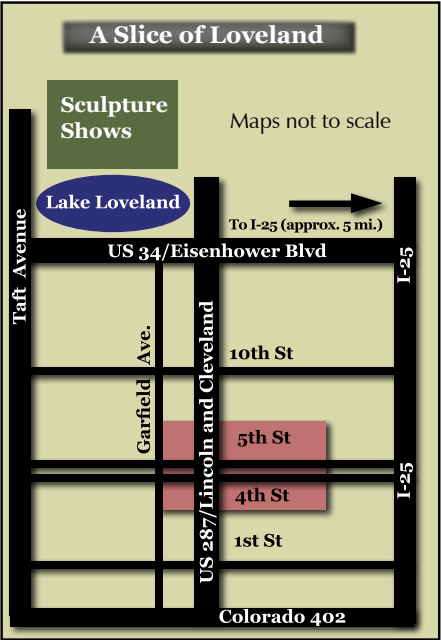 A Slice of Loveland
Sculpture
Shows
Maps not to scale
Lake Loveland
To I-25 (approx. 5 mi.)
US 34/Eisenhower Blvd
Taft Avenue
I-25
Garfield Ave.
US 287/Lincoln and Cleveland
10th St
5th St
4th St
I-25
1st St
Colorado 402